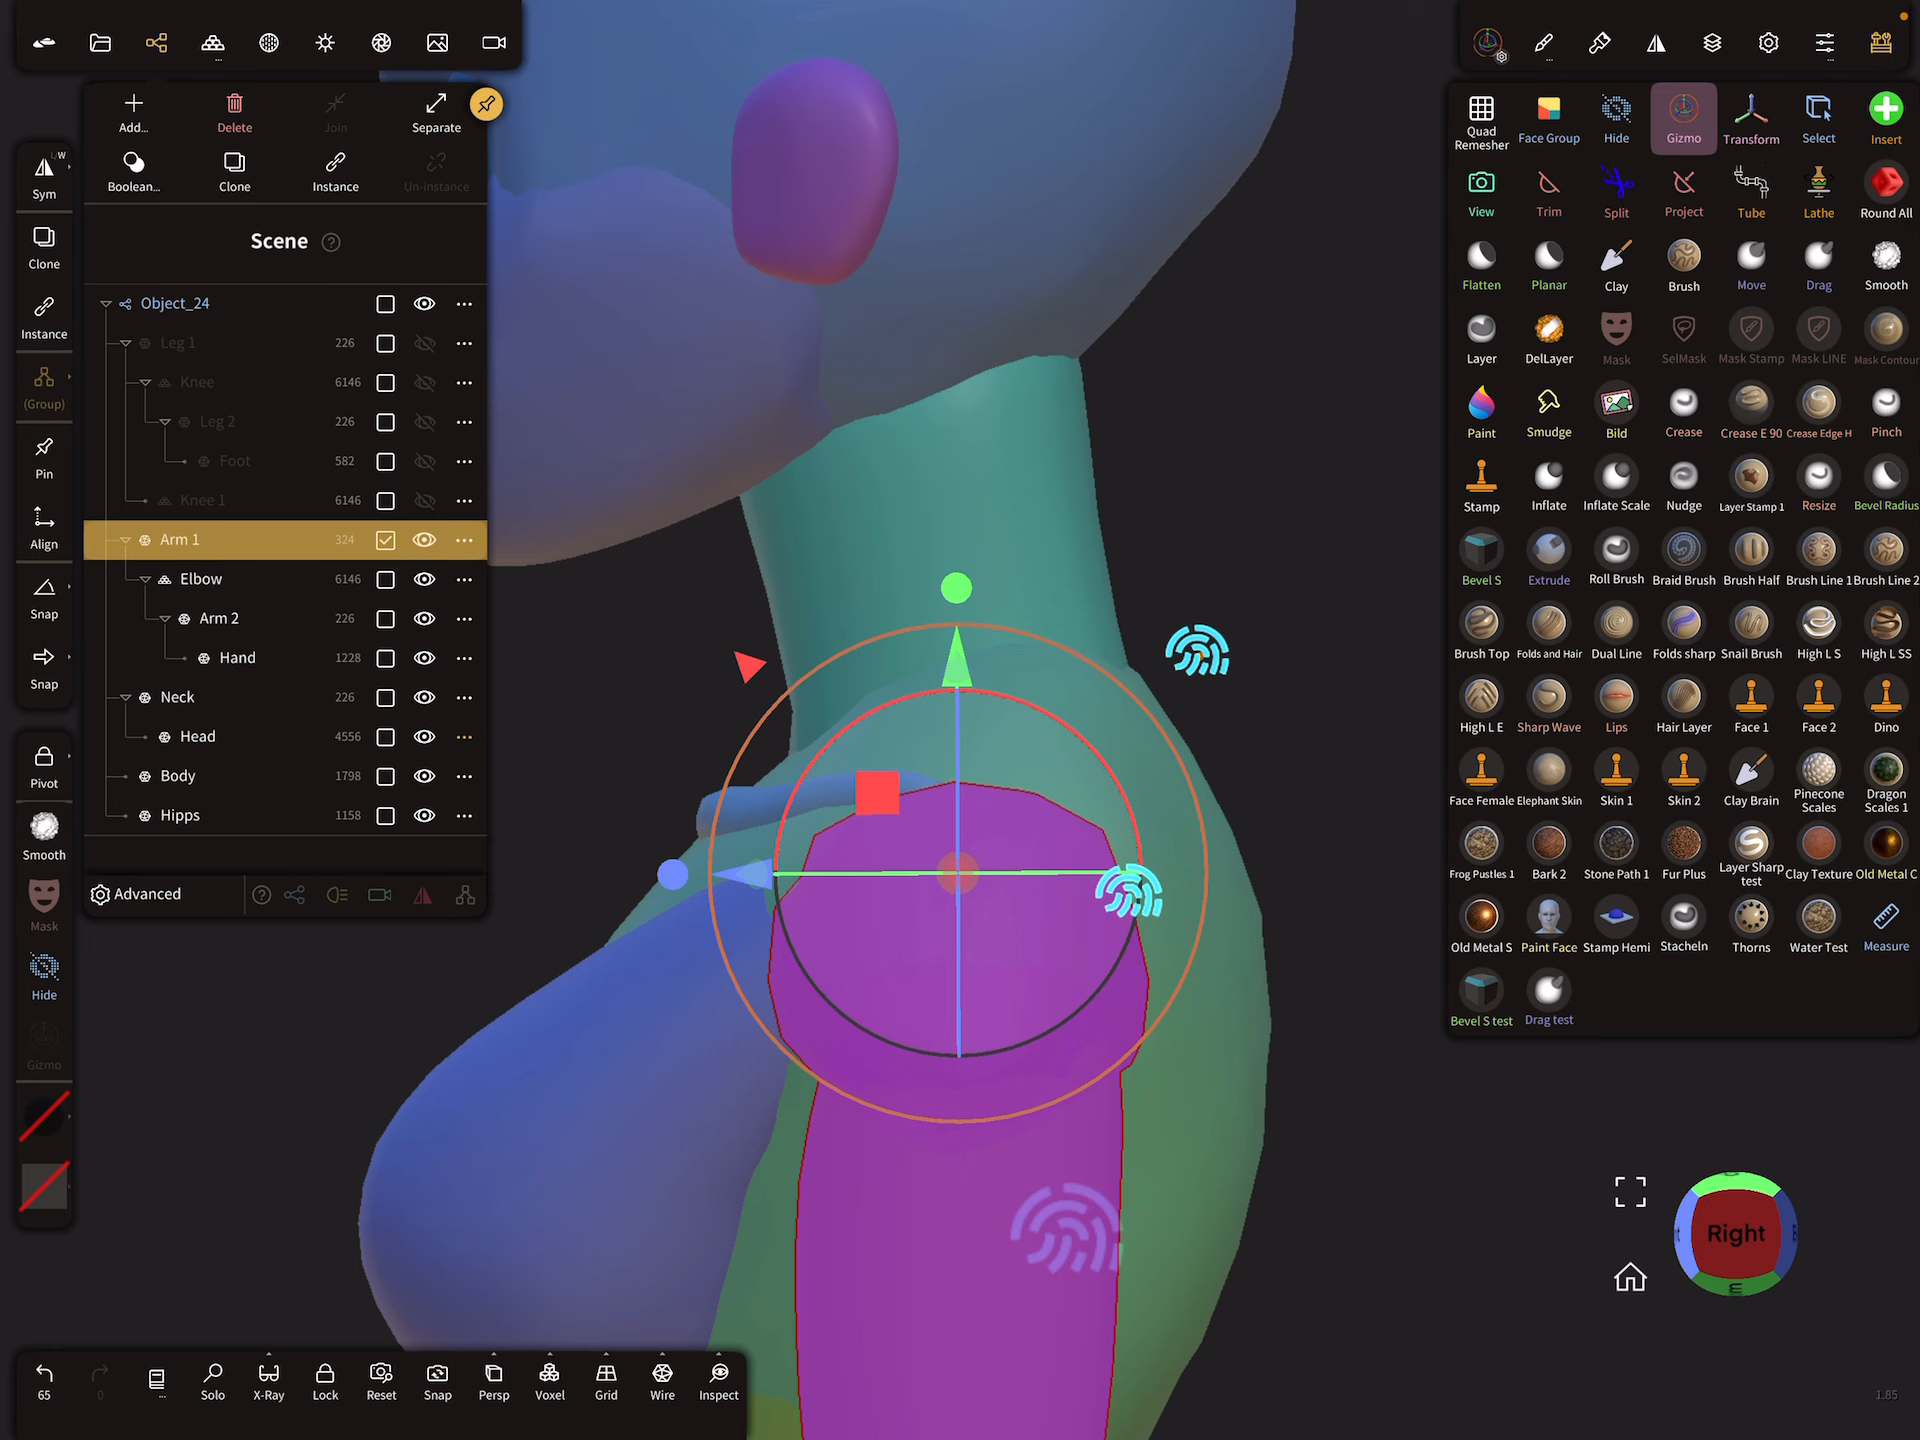 Add...
Delete
Join
Separate
Boolean...
Clone
Instance
Un-instance
Scene ?
Object_24
Leg 1 226
Knee 6146
Leg 2 226
Foot 582
Knee 1 6146
Arm 1 324
Elbow 6146
Arm 2 226
Hand 1228
Neck 226
Head 4556
Body 1798
Hipps 1158
Advanced ?
W
Sym
Clone
Instance
(Group)
Pin
Align
Snap
Snap
Pivot
Smooth
Mask
Hide
Gizmo
65
0
...
Solo
X-Ray
Lock
Reset
Snap
Persp
Voxel
Grid
Wire
Inspect
Quad Remesher
Face Group
Hide
Gizmo
Transform
Select
Insert
View
Trim
Split
Project
Tube
Lathe
Round All
Flatten
Planar
Clay
Brush
Move
Drag
Smooth
Layer
DelLayer
Mask
SelMask
Mask Stamp
Mask LINE
Mask Contour
Paint
Smudge
Bild
Crease
Crease E 90
Crease Edge H
Pinch
Stamp
Inflate
Inflate Scale
Nudge
Layer Stamp 1
Resize
Bevel Radius
Bevel S
Extrude
Roll Brush
Braid Brush
Brush Half
Brush Line 1
Brush Line 2
Brush Top
Folds and Hair
Dual Line
Folds sharp
Snail Brush
High L S
High L SS
High L E
Sharp Wave
Lips
Hair Layer
Face 1
Face 2
Dino
Face Female
Elephant Skin
Skin 1
Skin 2
Clay Brain
Pinecone Scales
Dragon Scales 1
Frog Pustles 1
Bark 2
Stone Path 1
Fur Plus
Layer Sharp test
Clay Texture
Old Metal C
Old Metal S
Paint Face
Stamp Hemi
Stacheln
Thorns
Water Test
Measure
Bevel S test
Drag test
Right
1.85